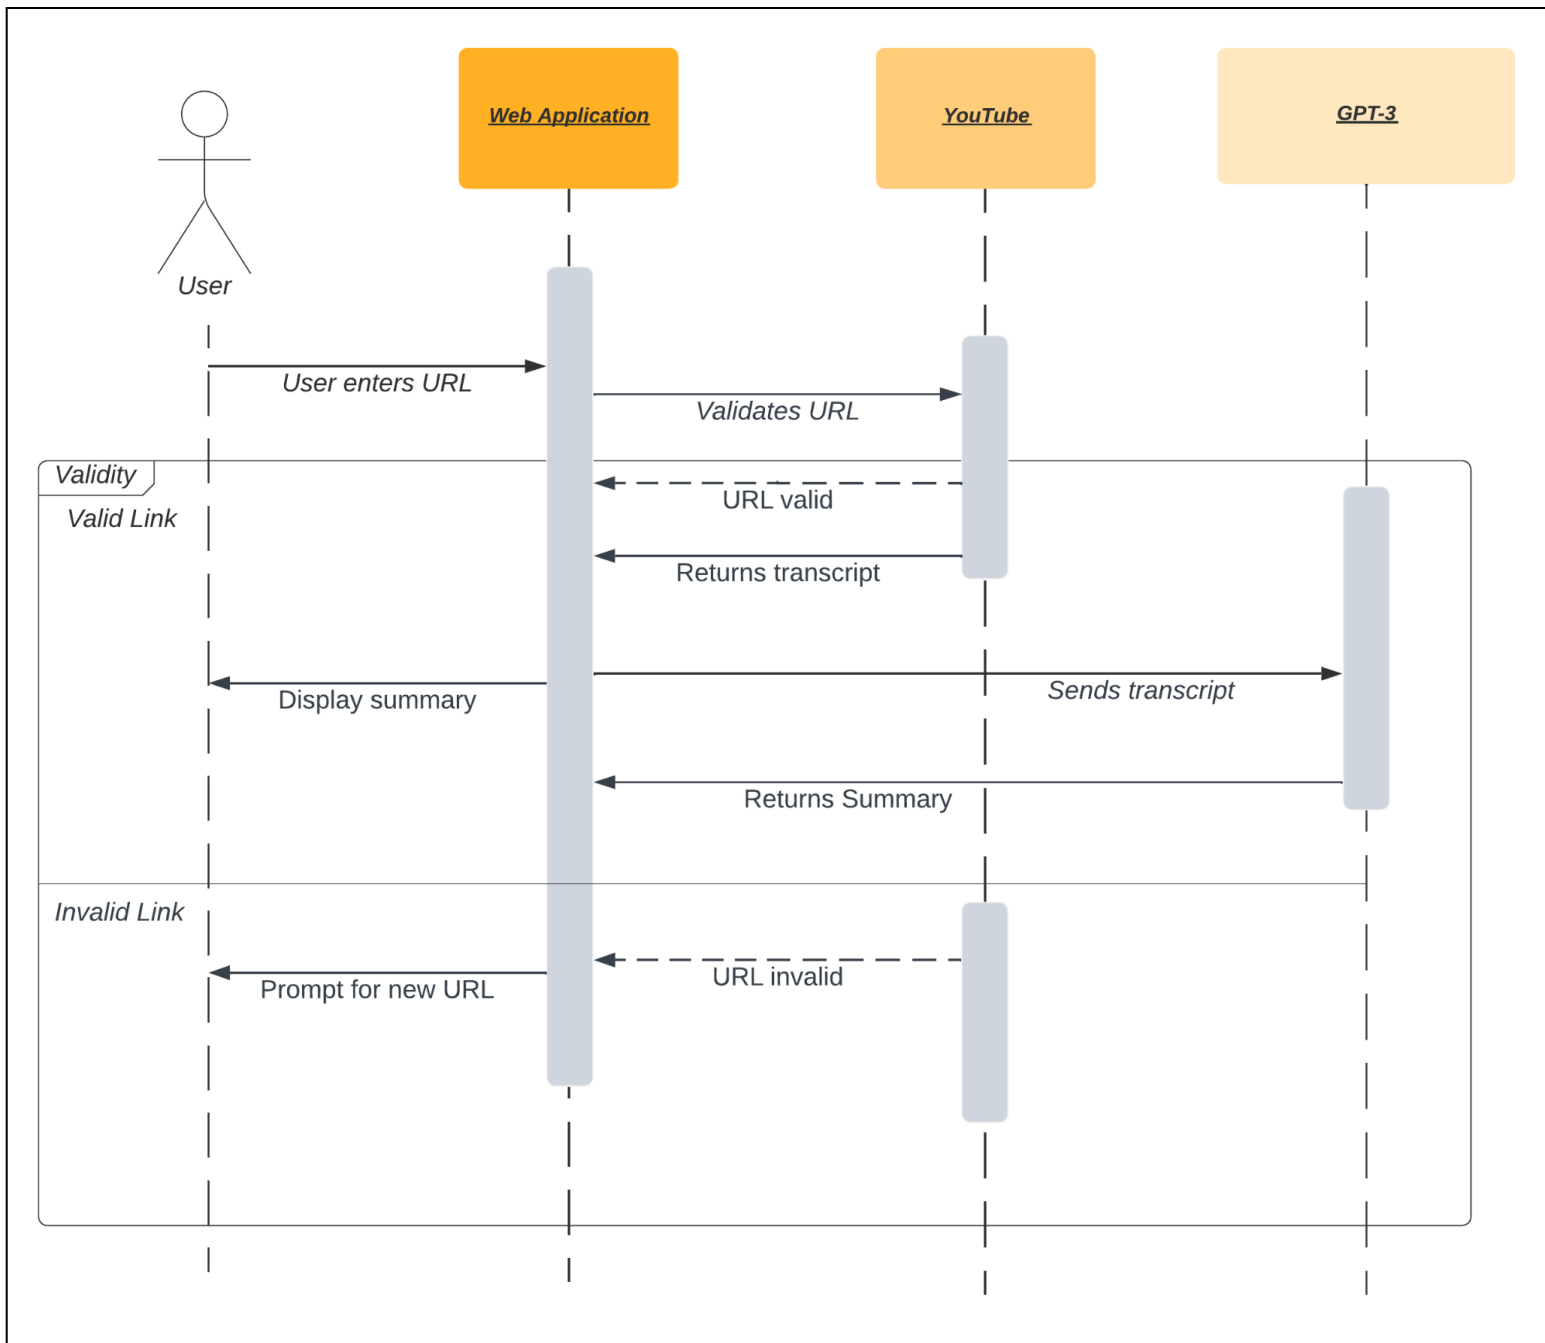 Web Application
YouTube
GPT-3
User
User enters URL
Validates URL
Validity
Valid Link
URL valid
Returns transcript
Display summary
Sends transcript
Returns Summary
Invalid Link
URL invalid
Prompt for new URL